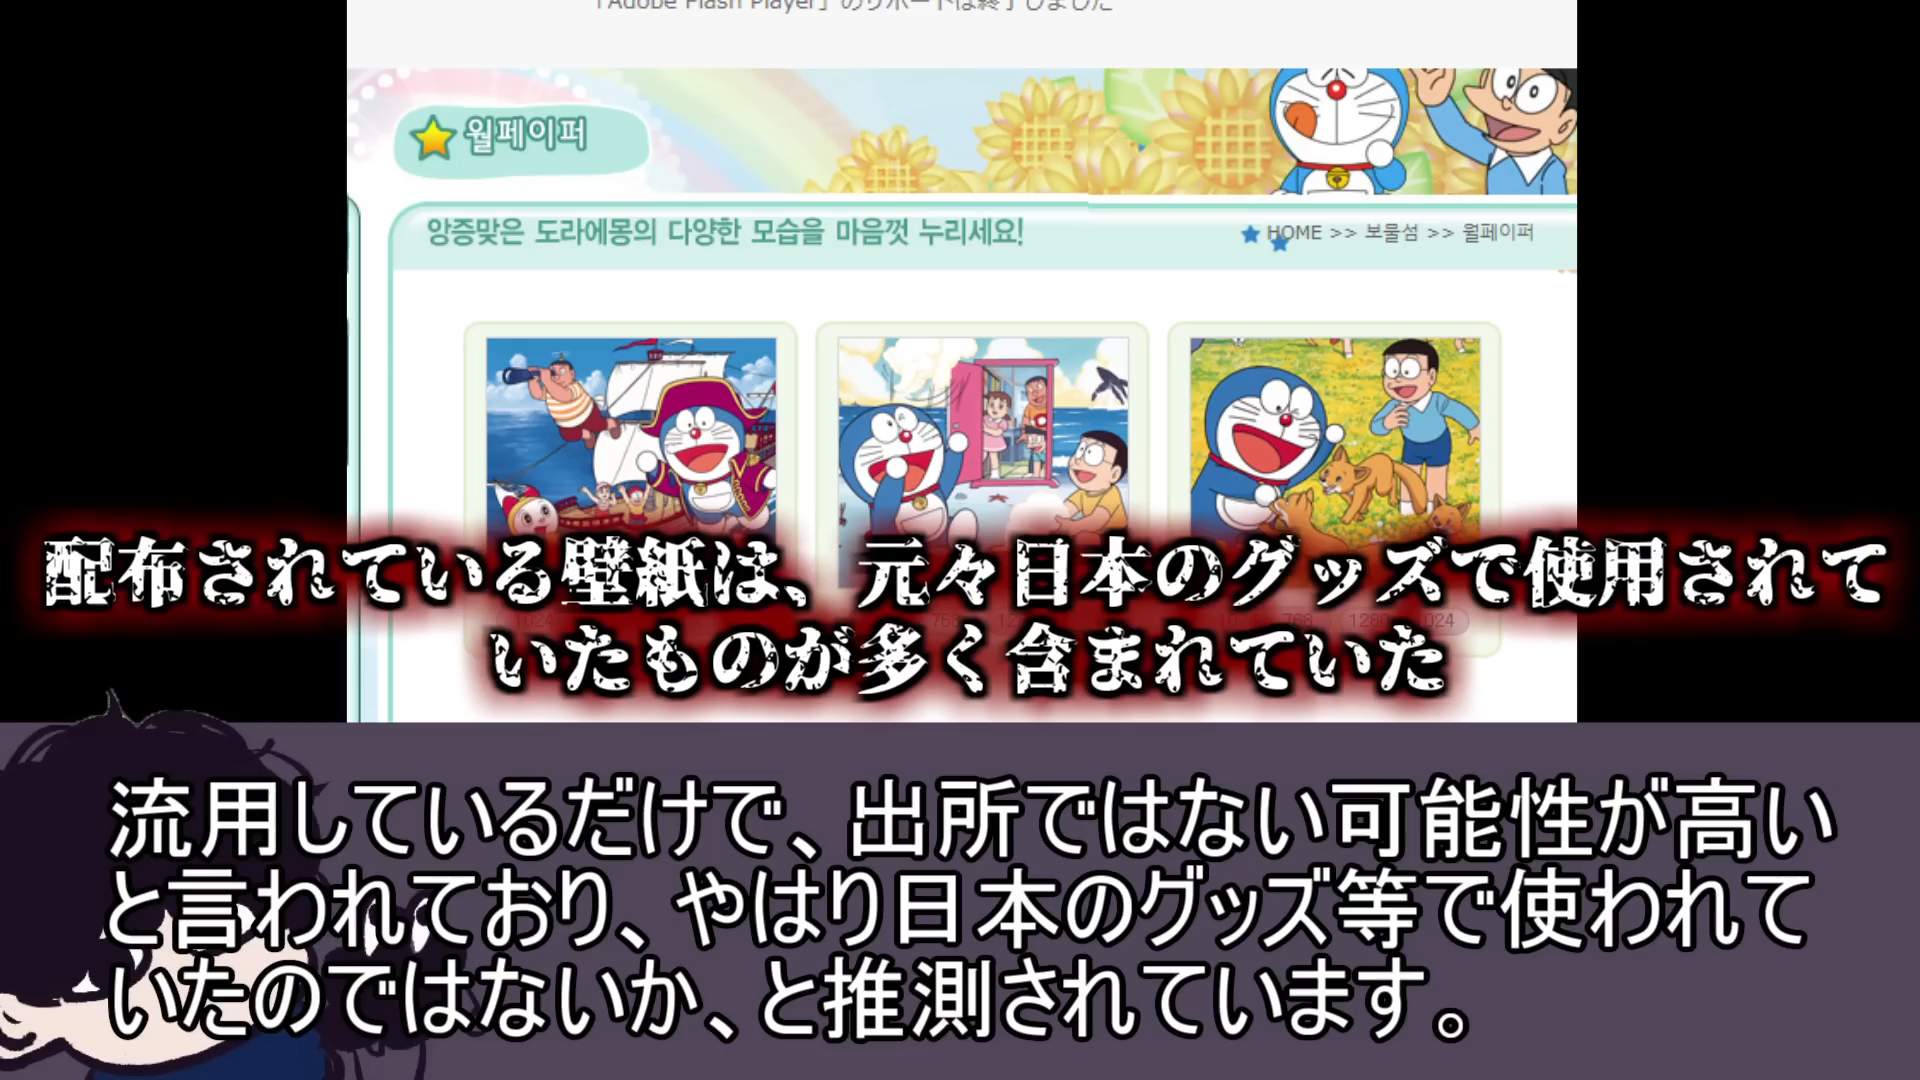 「Adobe Flash Player」のサポートは終了しました
월페이퍼
앙증맞은 도라에몽의 다양한 모습을 마음껏 누리세요!
HOME >> 보물섬 >> 월페이퍼
配布されている壁紙は、元々日本のグッズで使用されて
いたものが多く含まれていた
流用しているだけで、出所ではない可能性が高い
と言われており、やはり日本のグッズ等で使われて
いたのではないか、と推測されています。